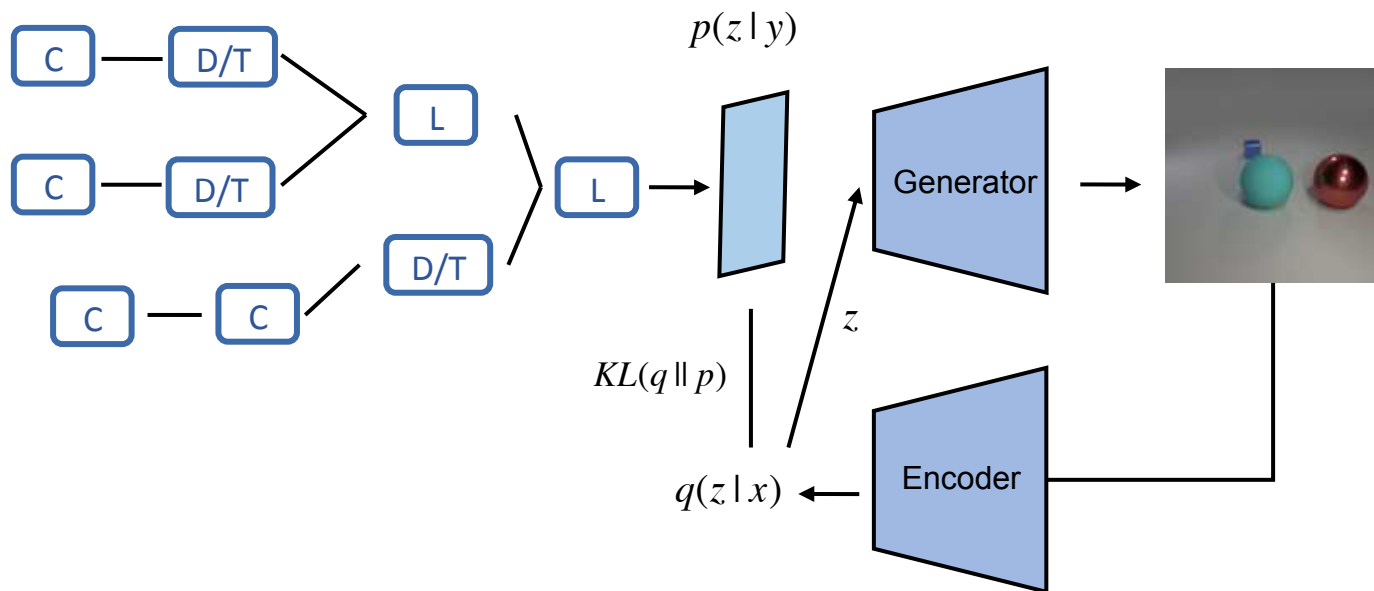 p(z | y)
C
D/T
L
C
D/T
L
D/T
C
C
Generator
z
KL(q || p)
q(z | x)
Encoder